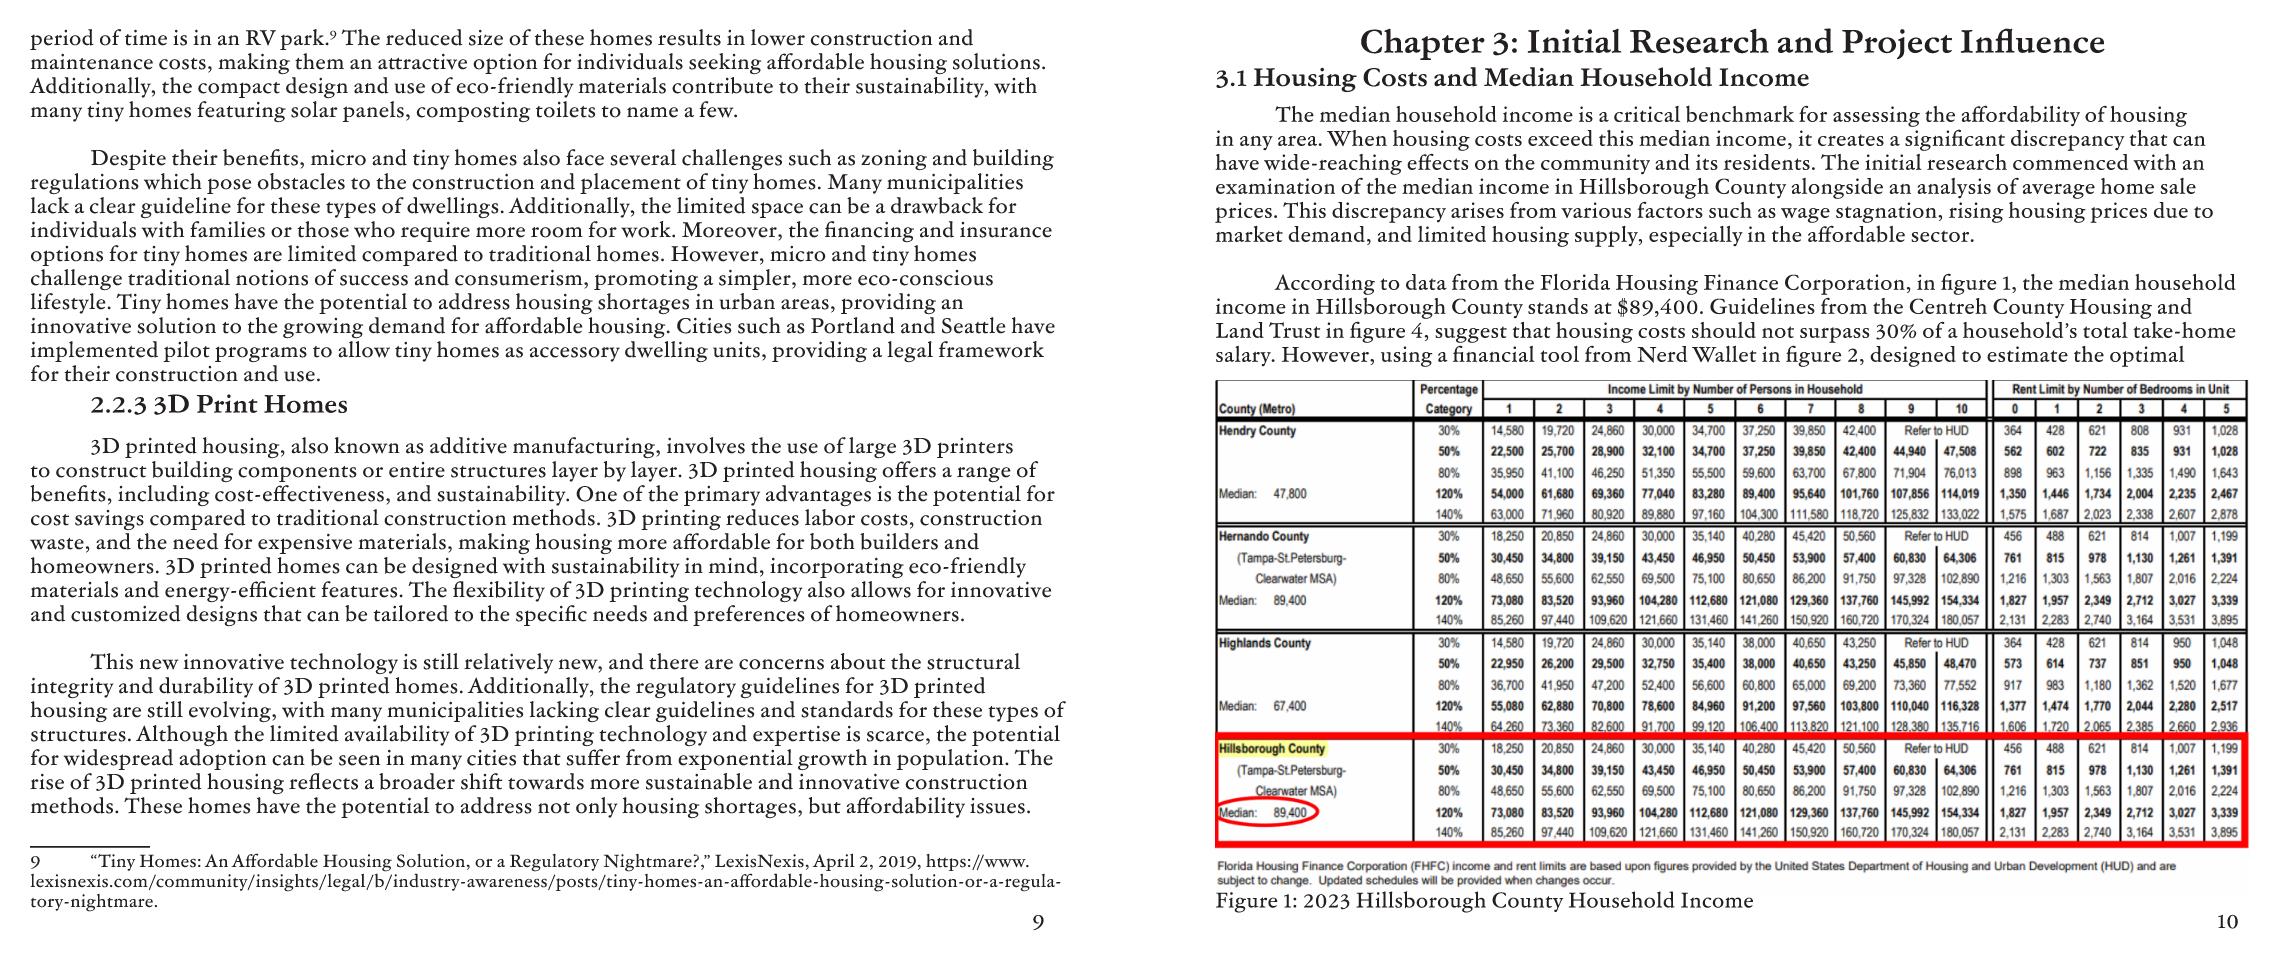 period of time is in an RV park.⁹ The reduced size of these homes results in lower construction and
maintenance costs, making them an attractive option for individuals seeking affordable housing solutions.
Additionally, the compact design and use of eco-friendly materials contribute to their sustainability, with
many tiny homes featuring solar panels, composting toilets to name a few.
Despite their benefits, micro and tiny homes also face several challenges such as zoning and building
regulations which pose obstacles to the construction and placement of tiny homes. Many municipalities
lack a clear guideline for these types of dwellings. Additionally, the limited space can be a drawback for
individuals with families or those who require more room for work. Moreover, the financing and insurance
options for tiny homes are limited compared to traditional homes. However, micro and tiny homes
challenge traditional notions of success and consumerism, promoting a simpler, more eco-conscious
lifestyle. Tiny homes have the potential to address housing shortages in urban areas, providing an
innovative solution to the growing demand for affordable housing. Cities such as Portland and Seattle have
implemented pilot programs to allow tiny homes as accessory dwelling units, providing a legal framework
for their construction and use.
2.2.3 3D Print Homes
3D printed housing, also known as additive manufacturing, involves the use of large 3D printers
to construct building components or entire structures layer by layer. 3D printed housing offers a range of
benefits, including cost-effectiveness, and sustainability. One of the primary advantages is the potential for
cost savings compared to traditional construction methods. 3D printing reduces labor costs, construction
waste, and the need for expensive materials, making housing more affordable for both builders and
homeowners. 3D printed homes can be designed with sustainability in mind, incorporating eco-friendly
materials and energy-efficient features. The flexibility of 3D printing technology also allows for innovative
and customized designs that can be tailored to the specific needs and preferences of homeowners.
This new innovative technology is still relatively new, and there are concerns about the structural
integrity and durability of 3D printed homes. Additionally, the regulatory guidelines for 3D printed
housing are still evolving, with many municipalities lacking clear guidelines and standards for these types of
structures. Although the limited availability of 3D printing technology and expertise is scarce, the potential
for widespread adoption can be seen in many cities that suffer from exponential growth in population. The
rise of 3D printed housing reflects a broader shift towards more sustainable and innovative construction
methods. These homes have the potential to address not only housing shortages, but affordability issues.
9 “Tiny Homes: An Affordable Housing Solution, or a Regulatory Nightmare?,” LexisNexis, April 2, 2019, https://www.
lexisnexis.com/community/insights/legal/b/industry-awareness/posts/tiny-homes-an-affordable-housing-solution-or-a-regula-
tory-nightmare.
9
Chapter 3: Initial Research and Project Influence
3.1 Housing Costs and Median Household Income
The median household income is a critical benchmark for assessing the affordability of housing
in any area. When housing costs exceed this median income, it creates a significant discrepancy that can
have wide-reaching effects on the community and its residents. The initial research commenced with an
examination of the median income in Hillsborough County alongside an analysis of average home sale
prices. This discrepancy arises from various factors such as wage stagnation, rising housing prices due to
market demand, and limited housing supply, especially in the affordable sector.
According to data from the Florida Housing Finance Corporation, in figure 1, the median household
income in Hillsborough County stands at $89,400. Guidelines from the Centreh County Housing and
Land Trust in figure 4, suggest that housing costs should not surpass 30% of a household’s total take-home
salary. However, using a financial tool from Nerd Wallet in figure 2, designed to estimate the optimal
Percentage Income Limit by Number of Persons in Household Rent Limit by Number of Bedrooms in Unit
County (Metro) Category 1 2 3 4 5 6 7 8 9 10 0 1 2 3 4 5
Hendry County 30% 14,580 19,720 24,860 30,000 34,700 37,250 39,850 42,400 Refer to HUD 364 428 621 808 931 1,028
50% 22,500 25,700 28,900 32,100 34,700 37,250 39,850 42,400 44,940 47,508 562 602 722 835 931 1,028
80% 35,950 41,100 46,250 51,350 55,500 59,600 63,700 67,800 71,904 76,013 898 963 1,156 1,335 1,490 1,643
Median: 47,800 120% 54,000 61,680 69,360 77,040 83,280 89,400 95,640 101,760 107,856 114,019 1,350 1,446 1,734 2,004 2,235 2,467
140% 63,000 71,960 80,920 89,880 97,160 104,300 111,580 118,720 125,832 133,022 1,575 1,687 2,023 2,338 2,607 2,878
Hernando County 30% 18,250 20,850 24,860 30,000 35,140 40,280 45,420 50,560 Refer to HUD 456 488 621 814 1,007 1,199
(Tampa-St.Petersburg- 50% 30,450 34,800 39,150 43,450 46,950 50,450 53,900 57,400 60,830 64,306 761 815 978 1,130 1,261 1,391
Clearwater MSA) 80% 48,650 55,600 62,550 69,500 75,100 80,650 86,200 91,750 97,328 102,890 1,216 1,303 1,563 1,807 2,016 2,224
Median: 89,400 120% 73,080 83,520 93,960 104,280 112,680 121,080 129,360 137,760 145,992 154,334 1,827 1,957 2,349 2,712 3,027 3,339
140% 85,260 97,440 109,620 121,660 131,460 141,260 150,920 160,720 170,324 180,057 2,131 2,283 2,740 3,164 3,531 3,895
Highlands County 30% 14,580 19,720 24,860 30,000 35,140 38,000 40,650 43,250 Refer to HUD 364 428 621 814 950 1,048
50% 22,950 26,200 29,500 32,750 35,400 38,000 40,650 43,250 45,850 48,470 573 614 737 851 950 1,048
80% 36,700 41,950 47,200 52,400 56,600 60,800 65,000 69,200 73,360 77,552 917 983 1,180 1,362 1,520 1,677
Median: 67,400 120% 55,080 62,880 70,800 78,600 84,960 91,200 97,560 103,800 110,040 116,328 1,377 1,474 1,770 2,044 2,280 2,517
140% 64,260 73,360 82,600 91,700 99,120 106,400 113,820 121,100 128,380 135,716 1,606 1,720 2,065 2,385 2,660 2,936
Hillsborough County 30% 18,250 20,850 24,860 30,000 35,140 40,280 45,420 50,560 Refer to HUD 456 488 621 814 1,007 1,199
(Tampa-St.Petersburg- 50% 30,450 34,800 39,150 43,450 46,950 50,450 53,900 57,400 60,830 64,306 761 815 978 1,130 1,261 1,391
Clearwater MSA) 80% 48,650 55,600 62,550 69,500 75,100 80,650 86,200 91,750 97,328 102,890 1,216 1,303 1,563 1,807 2,016 2,224
Median: 89,400 120% 73,080 83,520 93,960 104,280 112,680 121,080 129,360 137,760 145,992 154,334 1,827 1,957 2,349 2,712 3,027 3,339
140% 85,260 97,440 109,620 121,660 131,460 141,260 150,920 160,720 170,324 180,057 2,131 2,283 2,740 3,164 3,531 3,895
Florida Housing Finance Corporation (FHFC) income and rent limits are based upon figures provided by the United States Department of Housing and Urban Development (HUD) and are
subject to change. Updated schedules will be provided when changes occur.
Figure 1: 2023 Hillsborough County Household Income
10